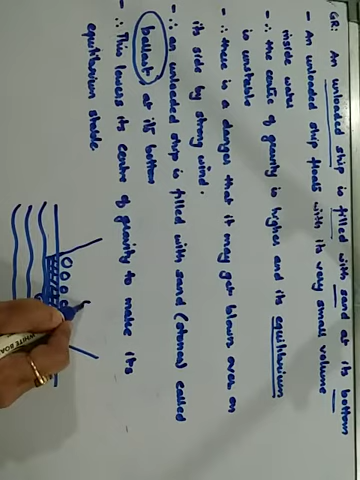 GR: An unloaded ship is filled with sand at its bottom
- An unloaded ship floats with its very small volume
inside water
- ∴ the centre of gravity is higher and its equilibrium
is unstable
- ∴ there is a danger that it may get blown over on
its side by strong wind.
- ∴ an unloaded ship is filled with sand (stones) called
ballast at its bottom
- ∴ This lowers its centre of gravity to make its
equilibrium stable
WHITE BOA